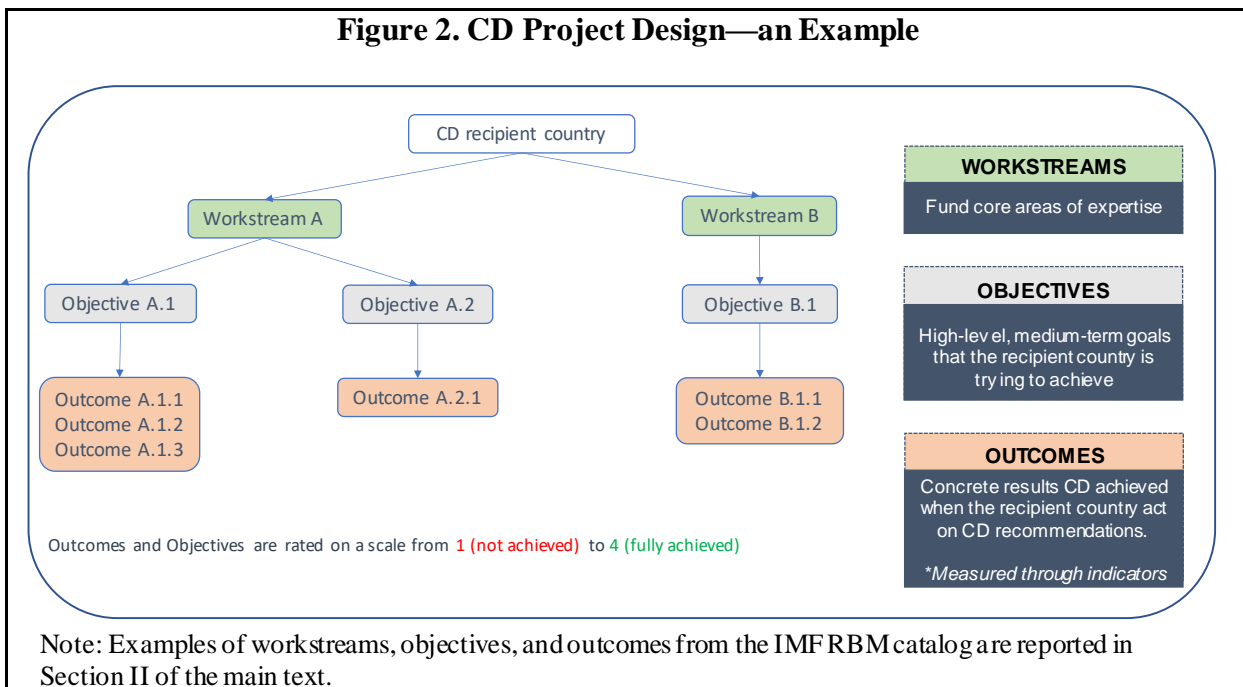 Figure 2. CD Project Design—an Example
CD recipient country
Workstream A
Workstream B
Objective A.1
Objective A.2
Objective B.1
Outcome A.1.1
Outcome A.1.2
Outcome A.1.3
Outcome A.2.1
Outcome B.1.1
Outcome B.1.2
WORKSTREAMS
Fund core areas of expertise
OBJECTIVES
High-level, medium-term goals
that the recipient country is
trying to achieve
OUTCOMES
Concrete results CD achieved
when the recipient country act
on CD recommendations.
*Measured through indicators
Outcomes and Objectives are rated on a scale from 1 (not achieved) to 4 (fully achieved)
Note: Examples of workstreams, objectives, and outcomes from the IMF RBM catalog are reported in
Section II of the main text.